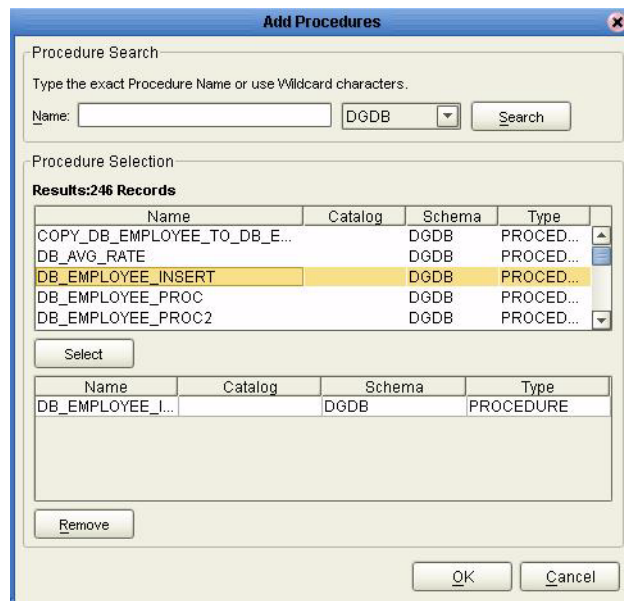 Add Procedures
Procedure Search
Type the exact Procedure Name or use Wildcard characters.
Name: DGDB Search
Procedure Selection
Results:246 Records
Name Catalog Schema Type
COPY_DB_EMPLOYEE_TO_DB_E... DGDB PROCED...
DB_AVG_RATE DGDB PROCED...
DB_EMPLOYEE_INSERT DGDB PROCED...
DB_EMPLOYEE_PROC DGDB PROCED...
DB_EMPLOYEE_PROC2 DGDB PROCED...
Select
Name Catalog Schema Type
DB_EMPLOYEE_I... DGDB PROCEDURE
Remove
OK Cancel